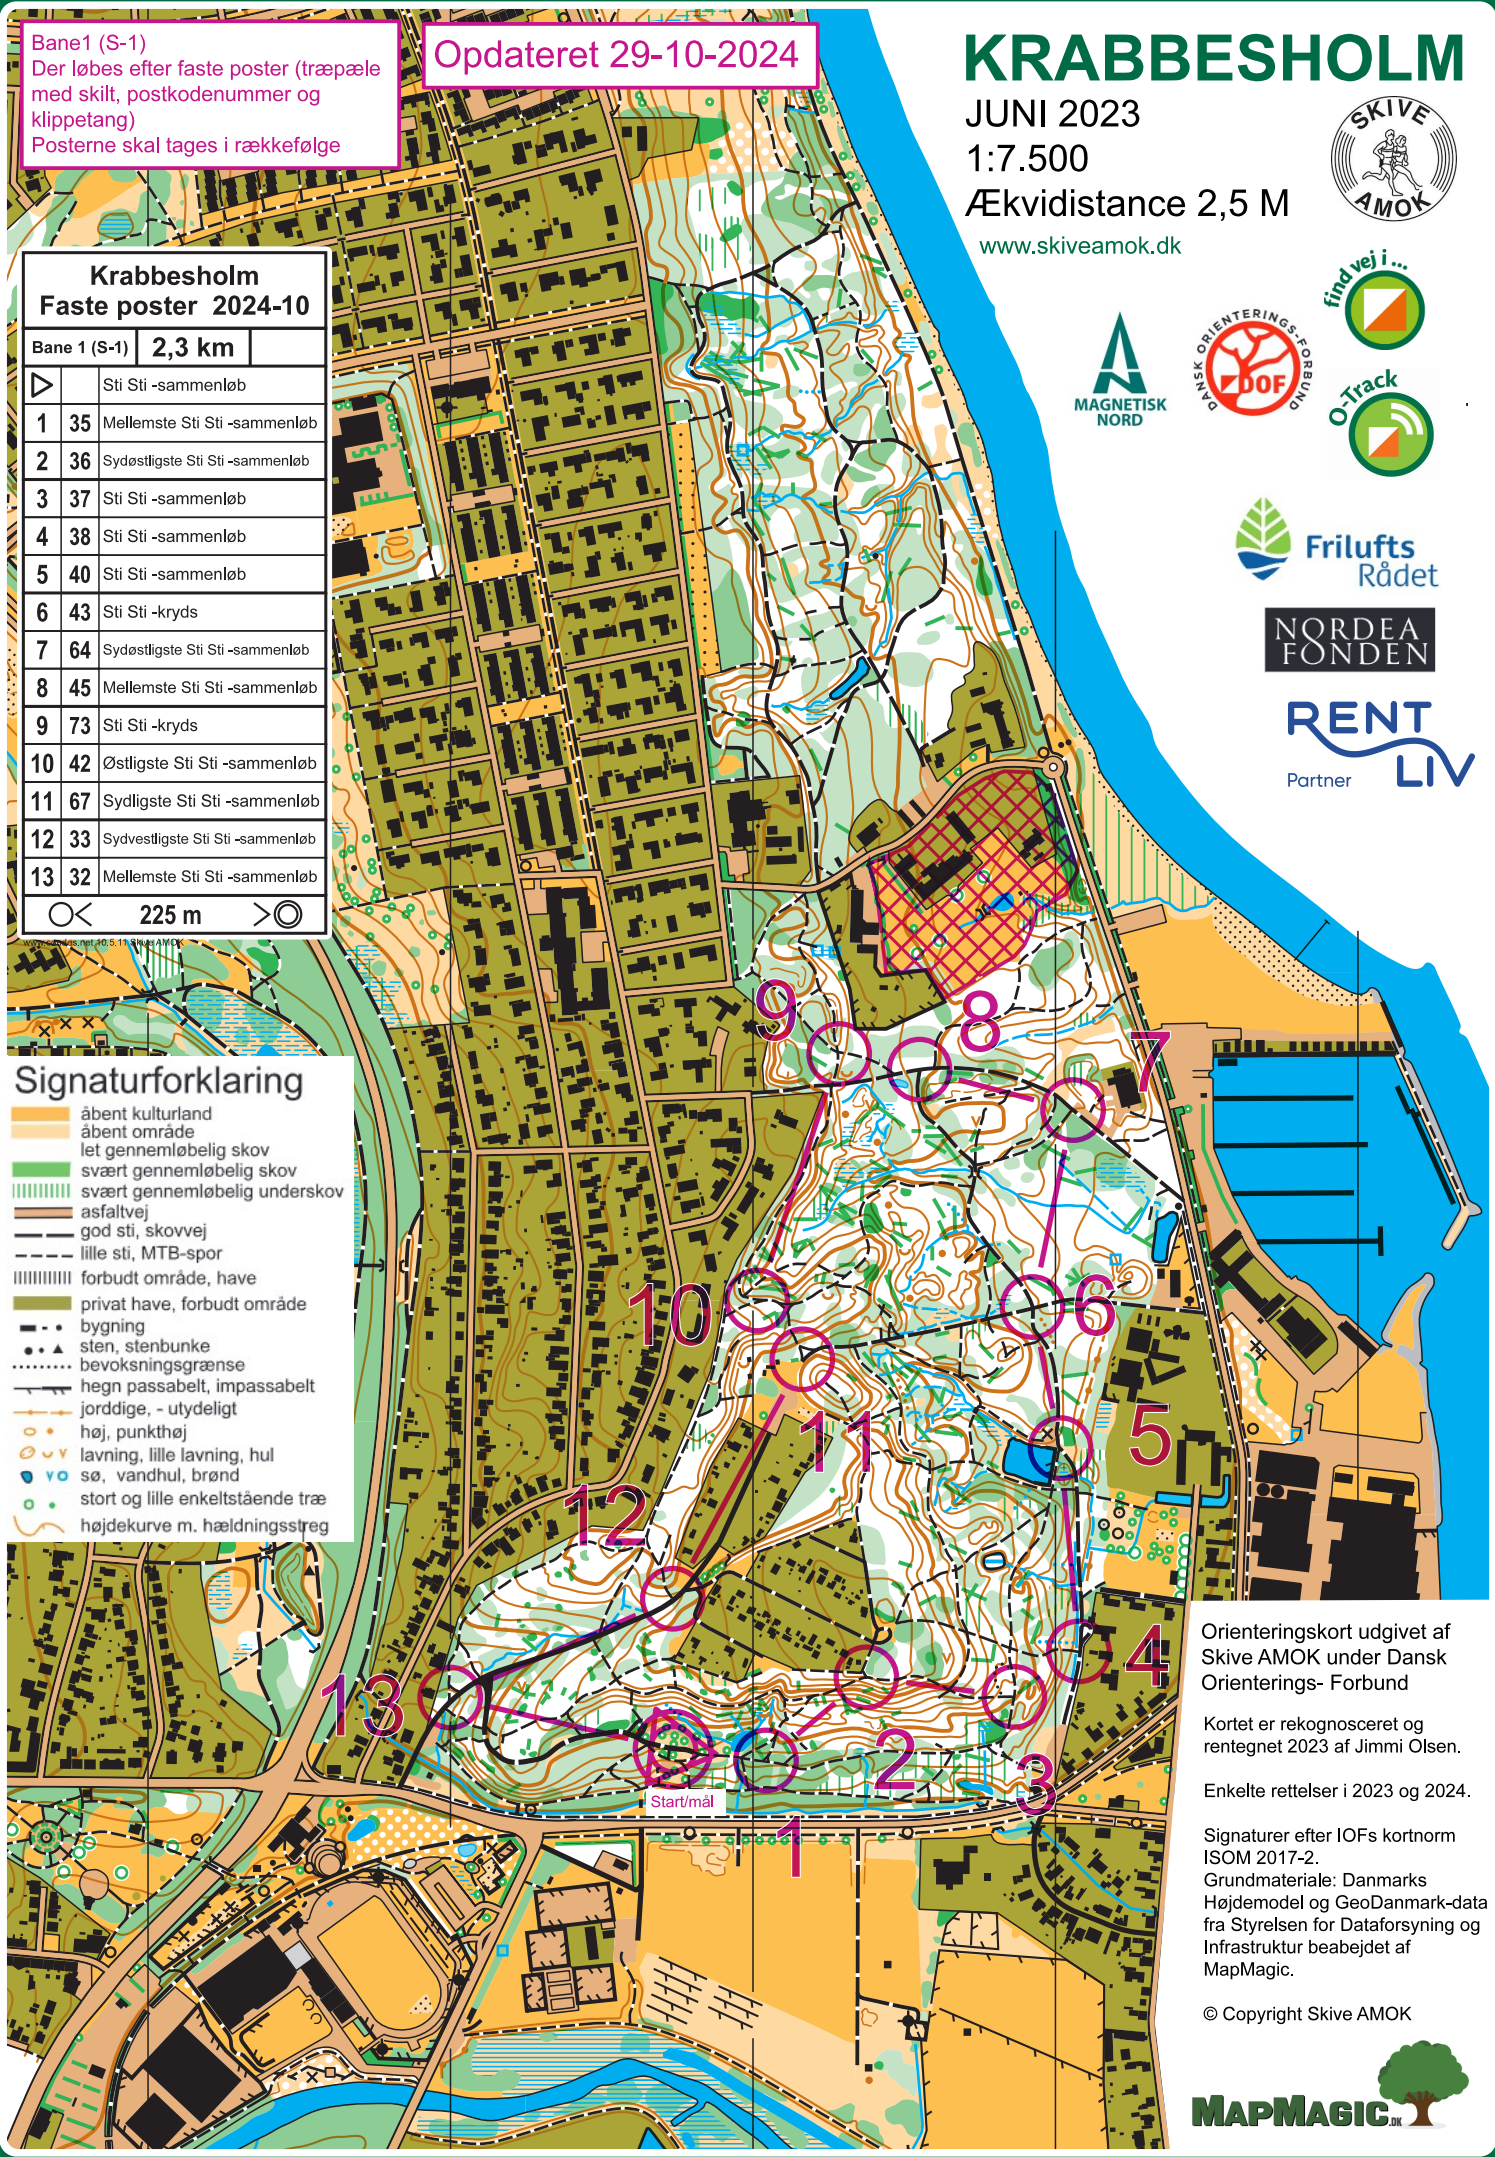 Bane1 (S-1)
Der løbes efter faste poster (træpæle
med skilt, postkodenummer og
klippetang)
Posterne skal tages i rækkefølge
Opdateret 29-10-2024
KRABBESHOLM
JUNI 2023
1:7.500
Ækvidistance 2,5 M
www.skiveamok.dk
SKIVE
AMOK
find vej i ...
MAGNETISK
NORD
DANSK ORIENTERINGS-FORBUND
DOF
O-Track
Frilufts
Rådet
NORDEA
FONDEN
RENT
LIV
Partner
Krabbesholm
Faste poster 2024-10
Bane 1 (S-1) 2,3 km
Sti Sti -sammenløb
1 35 Mellemste Sti Sti -sammenløb
2 36 Sydøstligste Sti Sti -sammenløb
3 37 Sti Sti -sammenløb
4 38 Sti Sti -sammenløb
5 40 Sti Sti -sammenløb
6 43 Sti Sti -kryds
7 64 Sydøstligste Sti Sti -sammenløb
8 45 Mellemste Sti Sti -sammenløb
9 73 Sti Sti -kryds
10 42 Østligste Sti Sti -sammenløb
11 67 Sydligste Sti Sti -sammenløb
12 33 Sydvestligste Sti Sti -sammenløb
13 32 Mellemste Sti Sti -sammenløb
225 m
Signaturforklaring
åbent kulturland
åbent område
let gennemløbelig skov
svært gennemløbelig skov
svært gennemløbelig underskov
asfaltvej
god sti, skovvej
lille sti, MTB-spor
forbudt område, have
privat have, forbudt område
bygning
sten, stenbunke
bevoksningsgrænse
hegn passabelt, impassabelt
jorddige, - utydeligt
høj, punkthøj
lavning, lille lavning, hul
sø, vandhul, brønd
stort og lille enkeltstående træ
højdekurve m. hældningsstreg
9
8
7
10
6
11
5
12
4
13
2
3
Start/mål
1
Orienteringskort udgivet af
Skive AMOK under Dansk
Orienterings- Forbund
Kortet er rekognosceret og
rentegnet 2023 af Jimmi Olsen.
Enkelte rettelser i 2023 og 2024.
Signaturer efter IOFs kortnorm
ISOM 2017-2.
Grundmateriale: Danmarks
Højdemodel og GeoDanmark-data
fra Styrelsen for Dataforsyning og
Infrastruktur beabejdet af
MapMagic.
© Copyright Skive AMOK
MAPMAGIC.DK